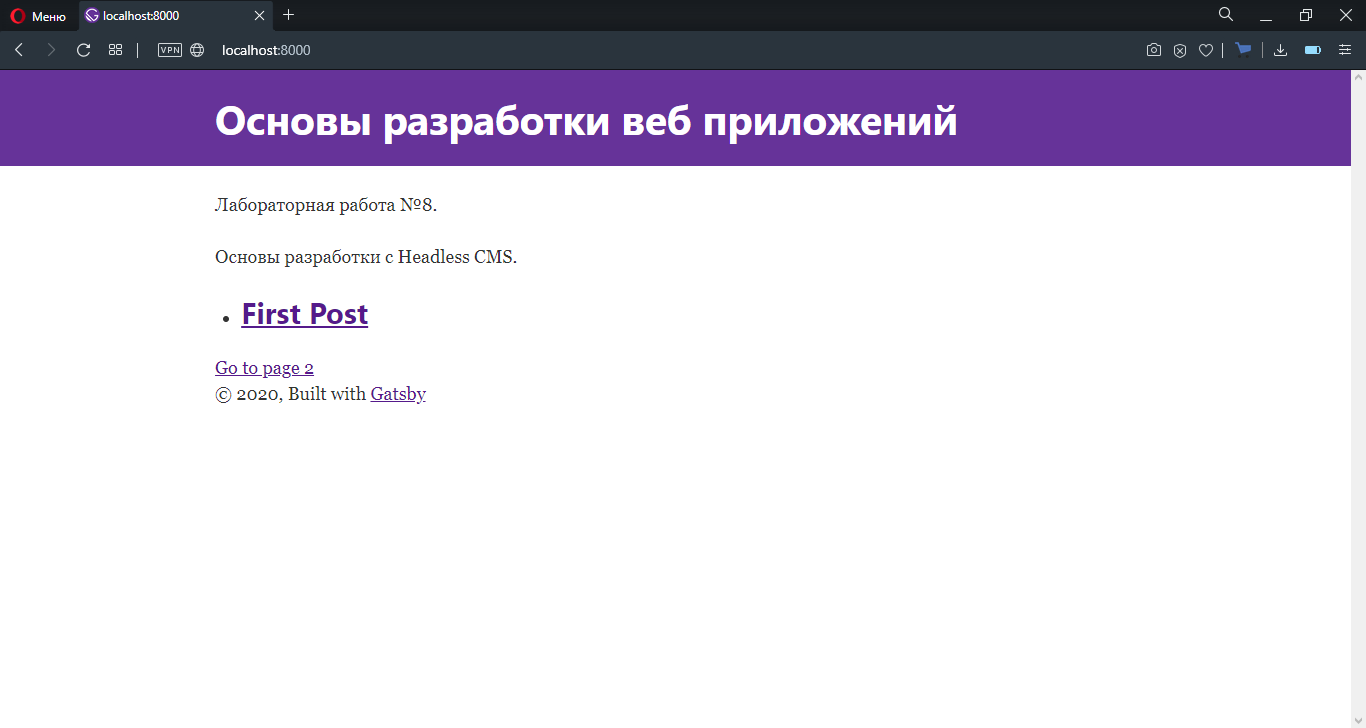 Меню
localhost:8000
VPN
localhost:8000
Основы разработки веб приложений
Лабораторная работа №8.
Основы разработки с Headless CMS.
First Post
Go to page 2
© 2020, Built with Gatsby